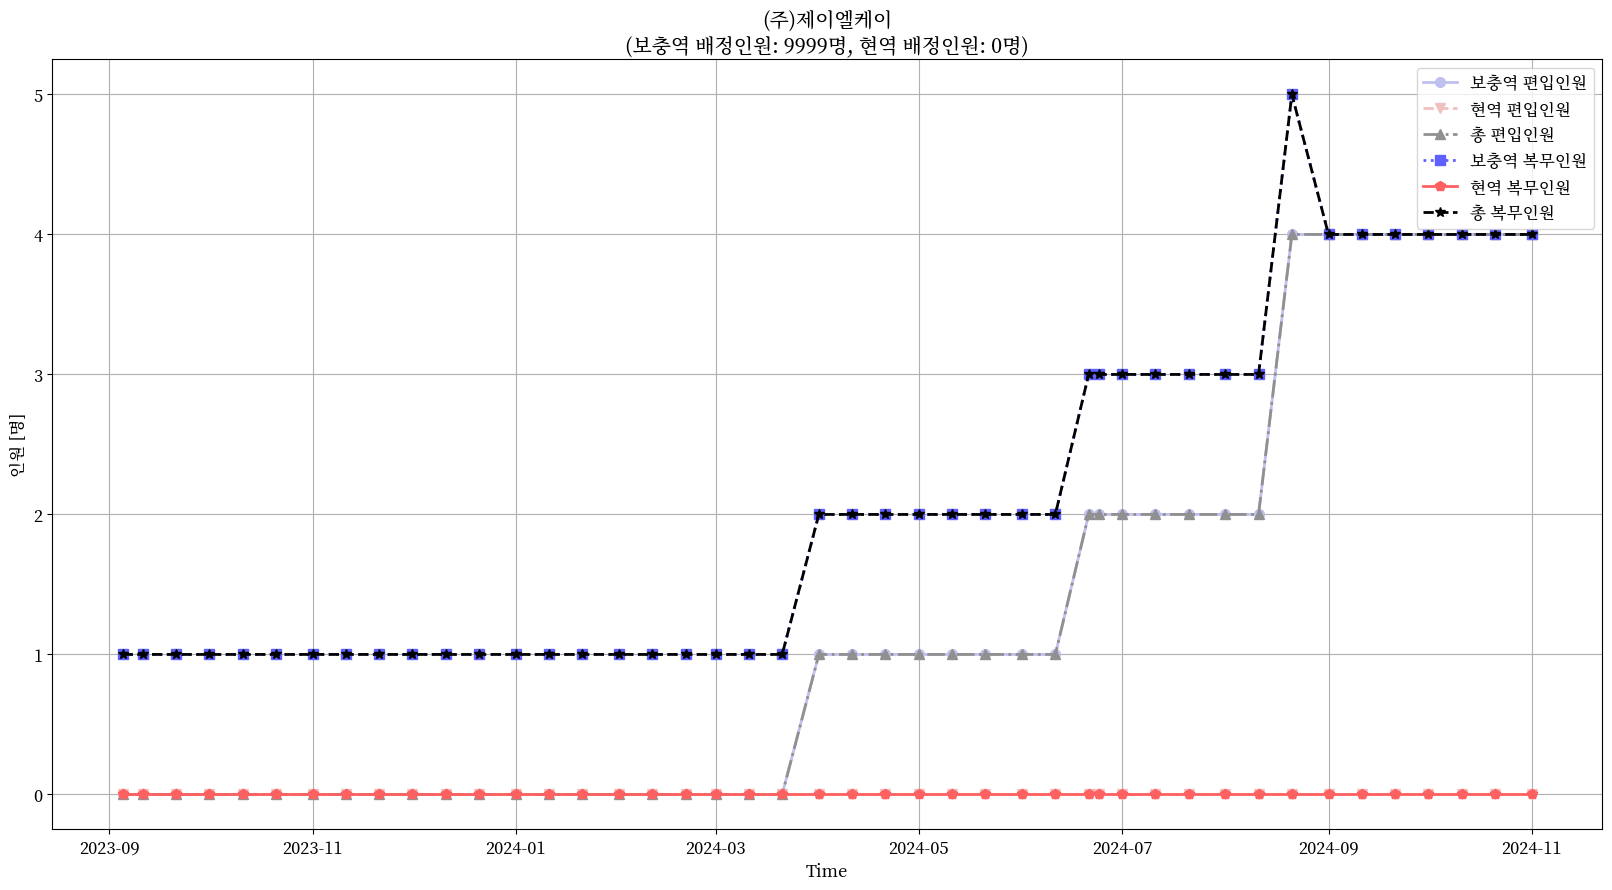 (주)제이엘케이
(보충역 배정인원: 9999명, 현역 배정인원: 0명)
보충역 편입인원
현역 편입인원
총 편입인원
보충역 복무인원
현역 복무인원
총 복무인원
인원 [명]
5
4
3
2
1
0
2023-09
2023-11
2024-01
2024-03
2024-05
2024-07
2024-09
2024-11
Time